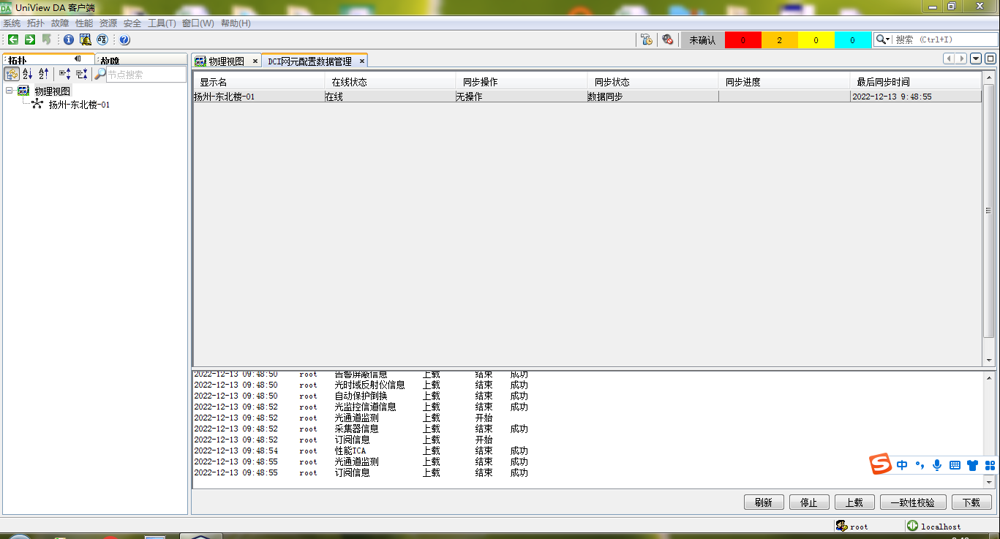 UniView DA 客户端
系统 拓扑 故障 性能 资源 安全 工具(T) 窗口(W) 帮助(H)
未确认 0 2 0 0 搜索 (Ctrl+I)
拓扑 故障
节点搜索
物理视图
扬州-东北楼-01
物理视图 DCI网元配置数据管理
显示名 在线状态 同步操作 同步状态 同步进度 最后同步时间
扬州-东北楼-01 在线 无操作 数据同步 2022-12-13 9:48:55
2022-12-13 09:48:50 root 告警屏蔽信息 上载 结束 成功
2022-12-13 09:48:50 root 光时域反射仪信息 上载 结束 成功
2022-12-13 09:48:50 root 自动保护倒换 上载 结束 成功
2022-12-13 09:48:52 root 光监控信道信息 上载 结束 成功
2022-12-13 09:48:52 root 光通道监测 上载 开始
2022-12-13 09:48:52 root 采集器信息 上载 结束 成功
2022-12-13 09:48:52 root 订阅信息 上载 开始
2022-12-13 09:48:54 root 性能TCA 上载 结束 成功
2022-12-13 09:48:55 root 光通道监测 上载 结束 成功
2022-12-13 09:48:55 root 订阅信息 上载 结束 成功
中
刷新 停止 上载 一致性校验 下载
root localhost